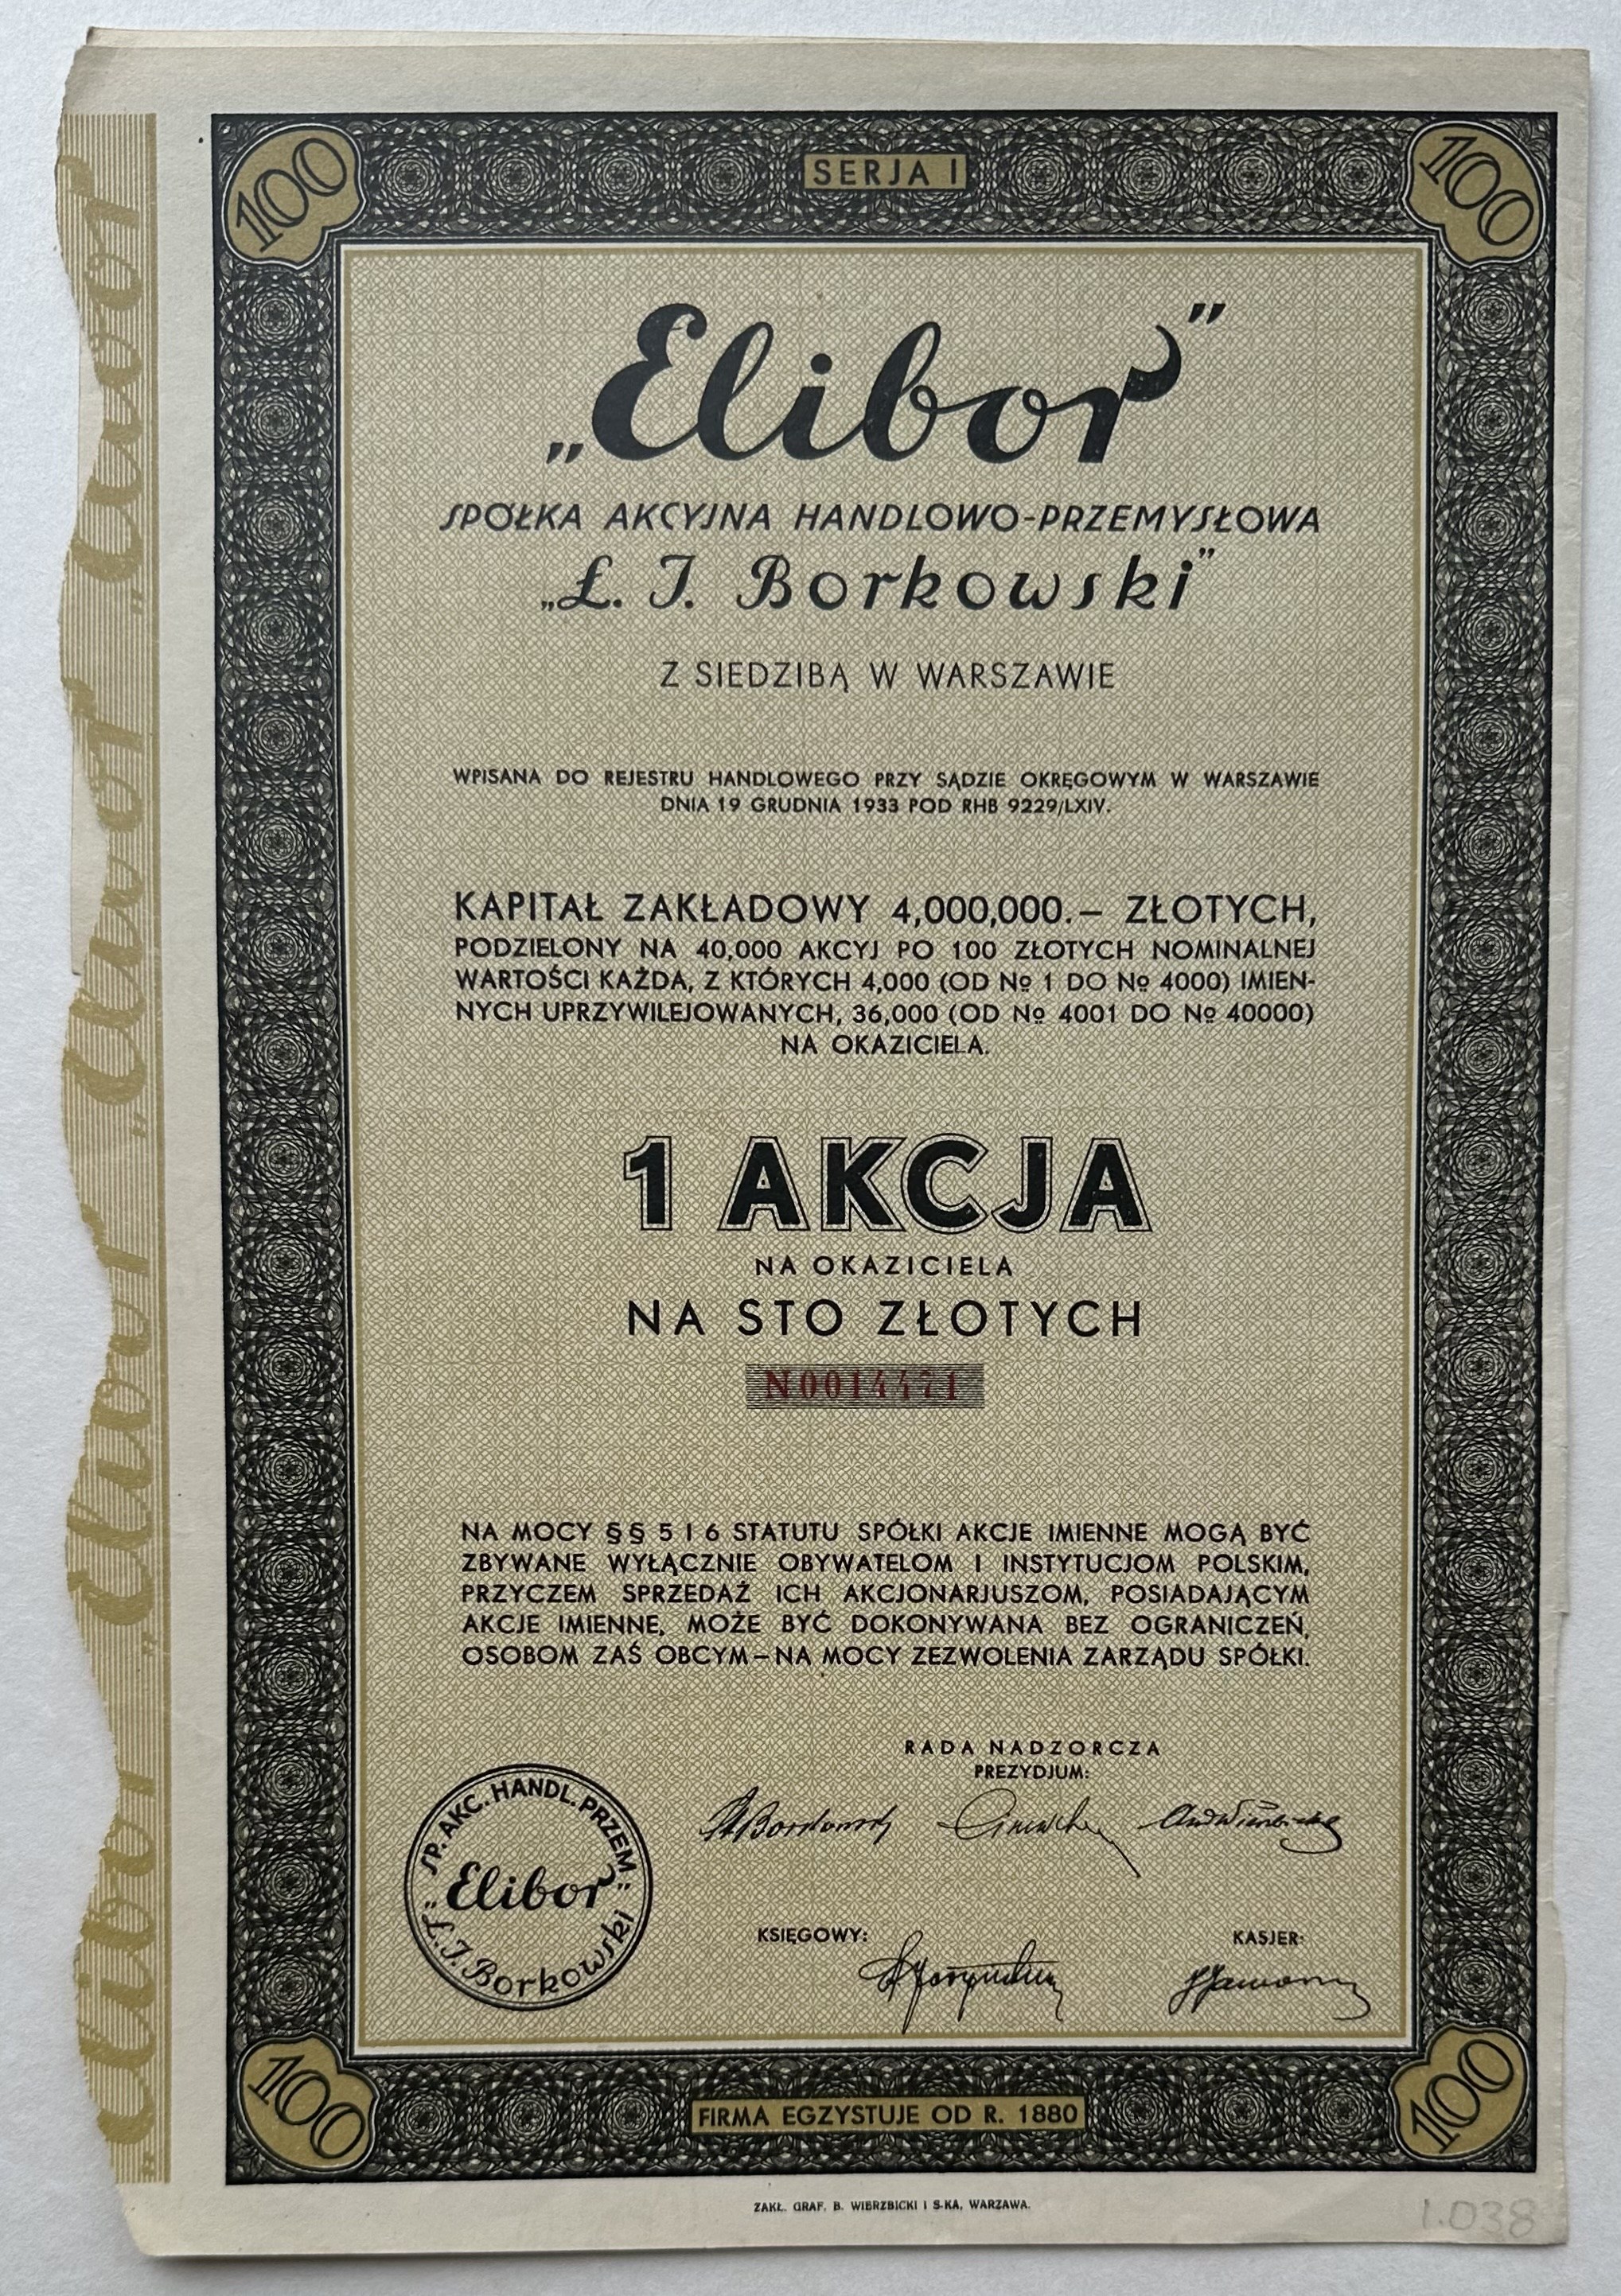 SERJA I
100
100
„Elibor”
SPÓŁKA AKCYJNA HANDLOWO-PRZEMYSŁOWA
„Ł. J. Borkowski”
Z SIEDZIBĄ W WARSZAWIE
WPISANA DO REJESTRU HANDLOWEGO PRZY SĄDZIE OKRĘGOWYM W WARSZAWIE
DNIA 19 GRUDNIA 1933 POD RHB 9229/LXIV.
KAPITAŁ ZAKŁADOWY 4,000,000.— ZŁOTYCH,
PODZIELONY NA 40,000 AKCYJ PO 100 ZŁOTYCH NOMINALNEJ
WARTOŚCI KAŻDA, Z KTÓRYCH 4,000 (OD № 1 DO № 4000) IMIEN-
NYCH UPRZYWILEJOWANYCH, 36,000 (OD № 4001 DO № 40000)
NA OKAZICIELA.
1 AKCJA
NA OKAZICIELA
NA STO ZŁOTYCH
N0014471
NA MOCY §§ 5 I 6 STATUTU SPÓŁKI AKCJE IMIENNE MOGĄ BYĆ
ZBYWANE WYŁĄCZNIE OBYWATELOM I INSTYTUCJOM POLSKIM,
PRZYCZEM SPRZEDAŻ ICH AKCJONARJUSZOM, POSIADAJĄCYM
AKCJE IMIENNE, MOŻE BYĆ DOKONYWANA BEZ OGRANICZEŃ,
OSOBOM ZAŚ OBCYM—NA MOCY ZEZWOLENIA ZARZĄDU SPÓŁKI.
RADA NADZORCZA
PREZYDJUM:
SP. AKC. HANDL. PRZEM.
„Elibor”
Ł. J. Borkowski
KSIĘGOWY:
KASJER:
100
100
FIRMA EGZYSTUJE OD R. 1880
ZAKŁ. GRAF. B. WIERZBICKI I S-KA, WARZAWA.
1.038